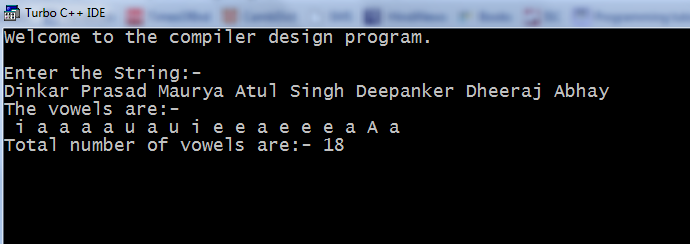 Turbo C++ IDE
Welcome to the compiler design program.
Enter the String:-
Dinkar Prasad Maurya Atul Singh Deepanker Dheeraj Abhay
The vowels are:-
i a a a a u a u i e e a e e e a A a
Total number of vowels are:- 18